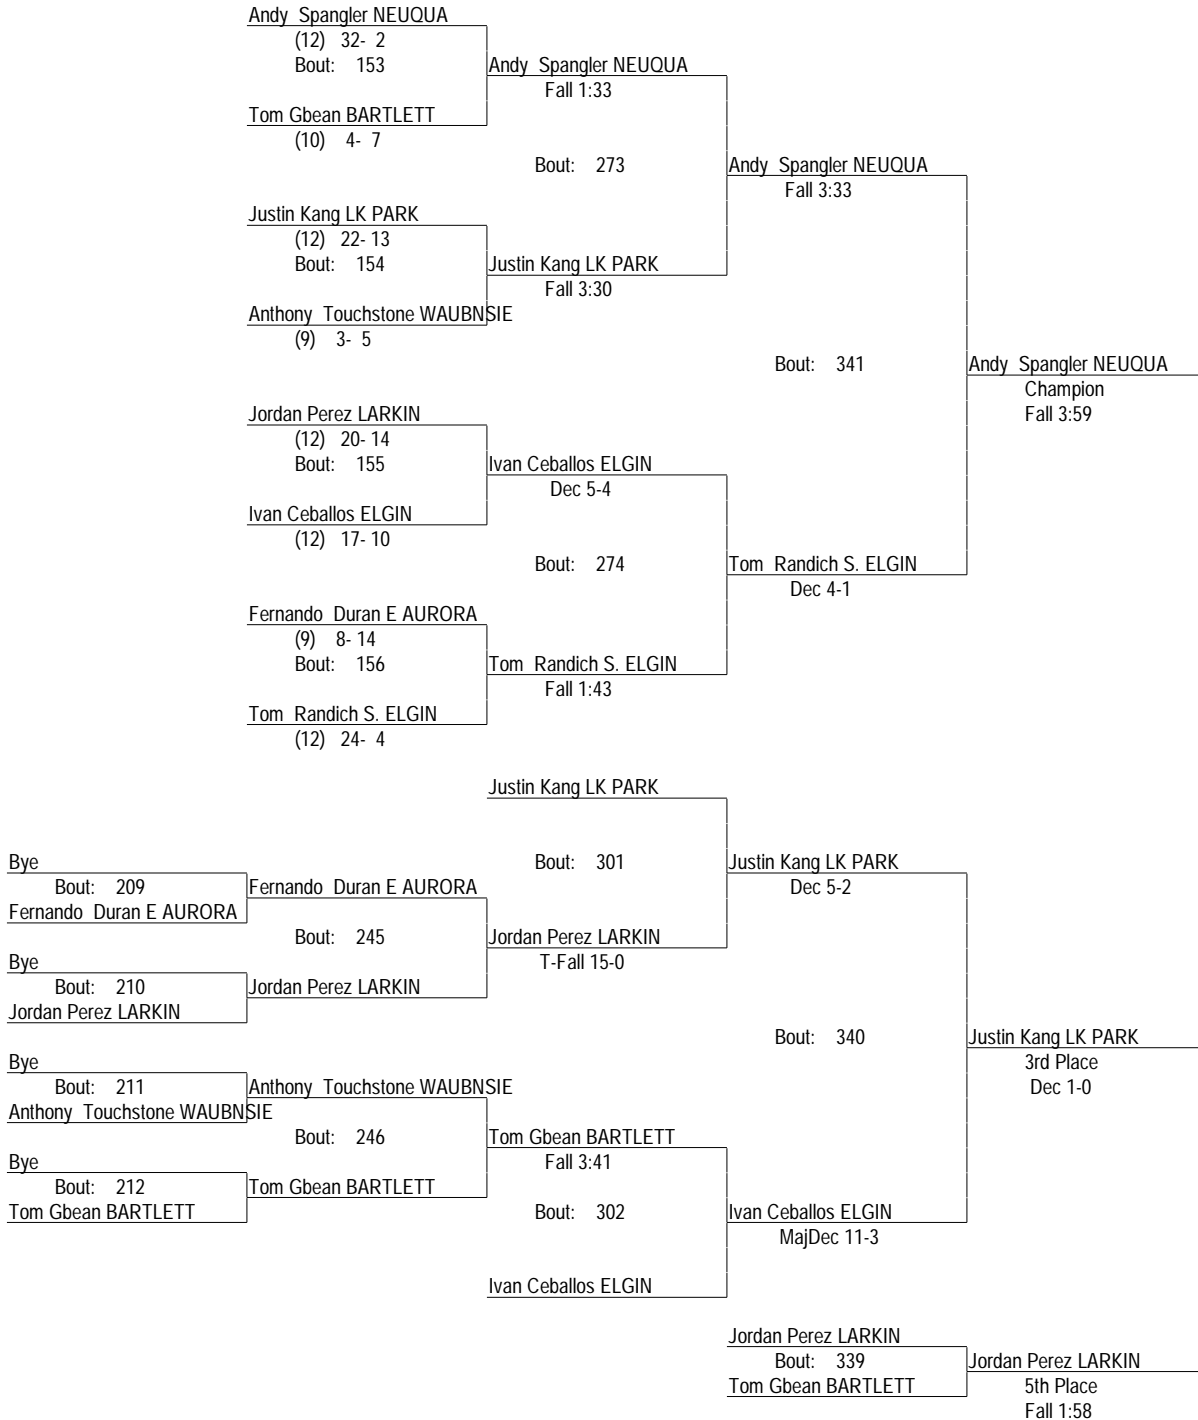 Andy  Spangler NEUQUA
(12)   32-  2
Bout:    153
Andy  Spangler NEUQUA
Fall 1:33
Tom Gbean BARTLETT
(10)    4-  7
Bout:    273
Andy  Spangler NEUQUA
Fall 3:33
Justin Kang LK PARK
(12)   22- 13
Bout:    154
Justin Kang LK PARK
Fall 3:30
Anthony  Touchstone WAUBNSIE
(9)    3-  5
Bout:    341
Andy  Spangler NEUQUA
Champion
Fall 3:59
Jordan Perez LARKIN
(12)   20- 14
Bout:    155
Ivan Ceballos ELGIN
Dec 5-4
Ivan Ceballos ELGIN
(12)   17- 10
Bout:    274
Tom  Randich S. ELGIN
Dec 4-1
Fernando  Duran E AURORA
(9)    8- 14
Bout:    156
Tom  Randich S. ELGIN
Fall 1:43
Tom  Randich S. ELGIN
(12)   24-  4
Justin Kang LK PARK
Bout:    301
Justin Kang LK PARK
Dec 5-2
Bye
Bout:    209
Fernando  Duran E AURORA
Fernando  Duran E AURORA
Bout:    245
Jordan Perez LARKIN
T-Fall 15-0
Bye
Bout:    210
Jordan Perez LARKIN
Jordan Perez LARKIN
Bout:    340
Justin Kang LK PARK
3rd Place
Dec 1-0
Bye
Bout:    211
Anthony  Touchstone WAUBNSIE
Anthony  Touchstone WAUBNSIE
Bout:    246
Tom Gbean BARTLETT
Fall 3:41
Bye
Bout:    212
Tom Gbean BARTLETT
Tom Gbean BARTLETT
Bout:    302
Ivan Ceballos ELGIN
MajDec 11-3
Ivan Ceballos ELGIN
Jordan Perez LARKIN
Bout:    339
Tom Gbean BARTLETT
Jordan Perez LARKIN
5th Place
Fall 1:58